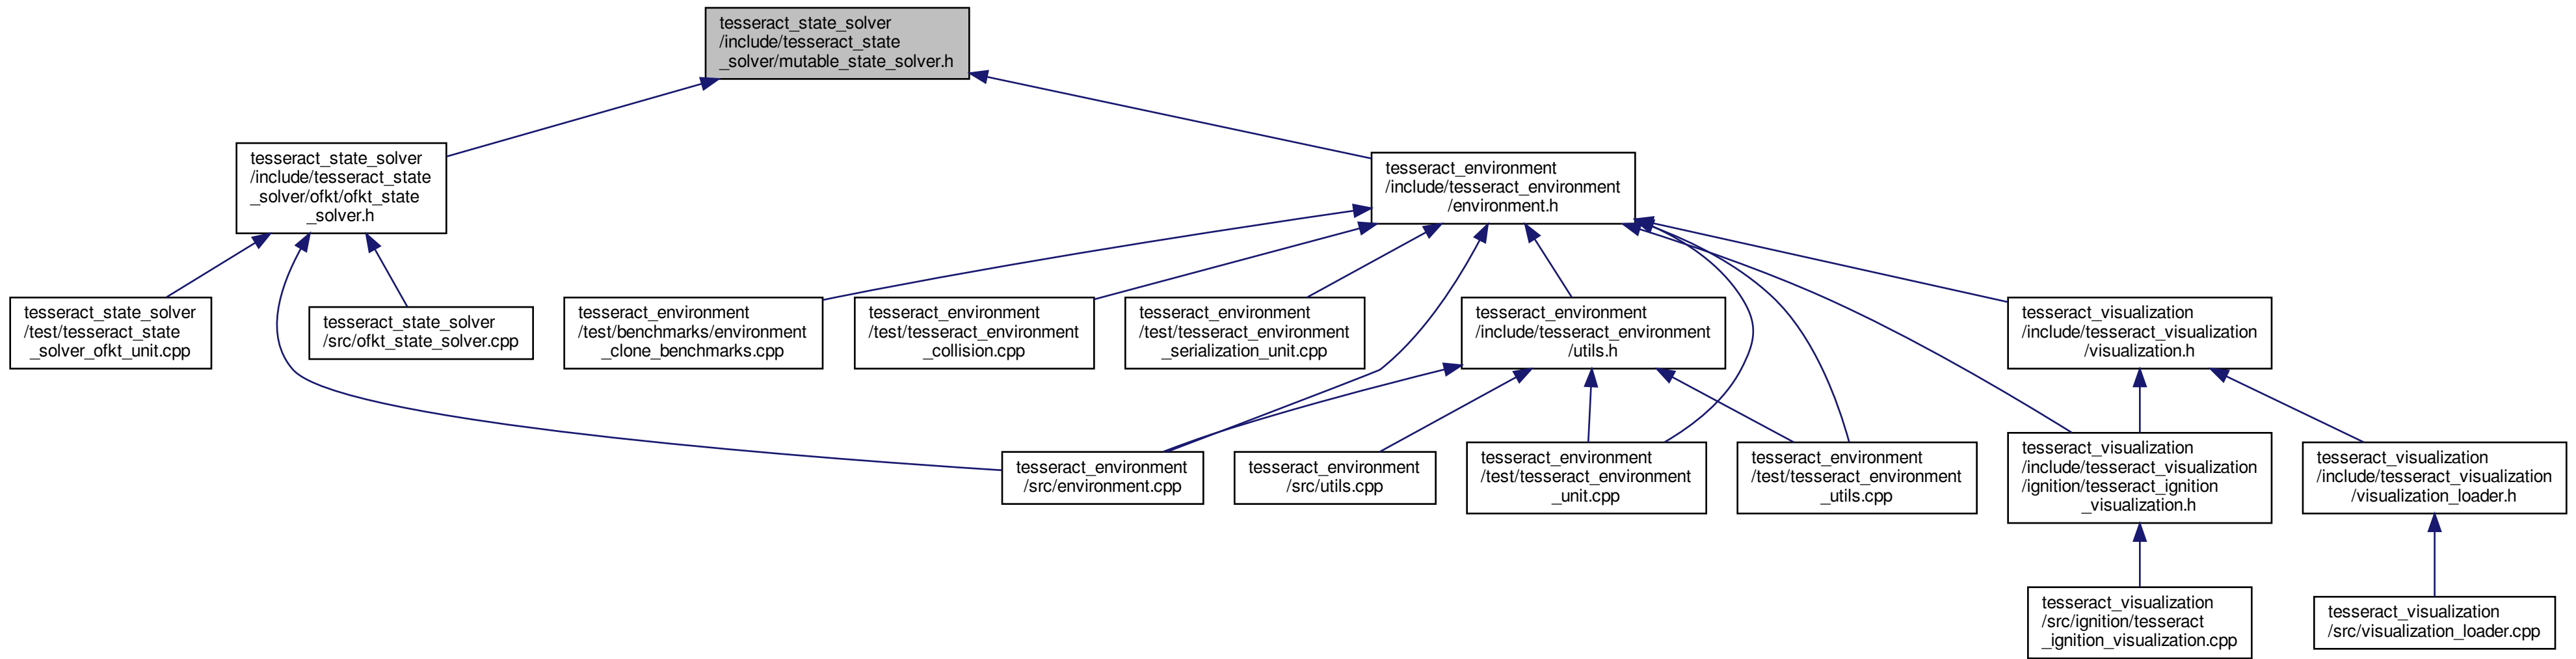 tesseract_state_solver
/include/tesseract_state
_solver/mutable_state_solver.h
tesseract_state_solver
/include/tesseract_state
_solver/ofkt/ofkt_state
_solver.h
tesseract_environment
/include/tesseract_environment
/environment.h
tesseract_state_solver
/test/tesseract_state
_solver_ofkt_unit.cpp
tesseract_state_solver
/src/ofkt_state_solver.cpp
tesseract_environment
/test/benchmarks/environment
_clone_benchmarks.cpp
tesseract_environment
/test/tesseract_environment
_collision.cpp
tesseract_environment
/test/tesseract_environment
_serialization_unit.cpp
tesseract_environment
/include/tesseract_environment
/utils.h
tesseract_visualization
/include/tesseract_visualization
/visualization.h
tesseract_environment
/src/environment.cpp
tesseract_environment
/src/utils.cpp
tesseract_environment
/test/tesseract_environment
_unit.cpp
tesseract_environment
/test/tesseract_environment
_utils.cpp
tesseract_visualization
/include/tesseract_visualization
/ignition/tesseract_ignition
_visualization.h
tesseract_visualization
/include/tesseract_visualization
/visualization_loader.h
tesseract_visualization
/src/ignition/tesseract
_ignition_visualization.cpp
tesseract_visualization
/src/visualization_loader.cpp